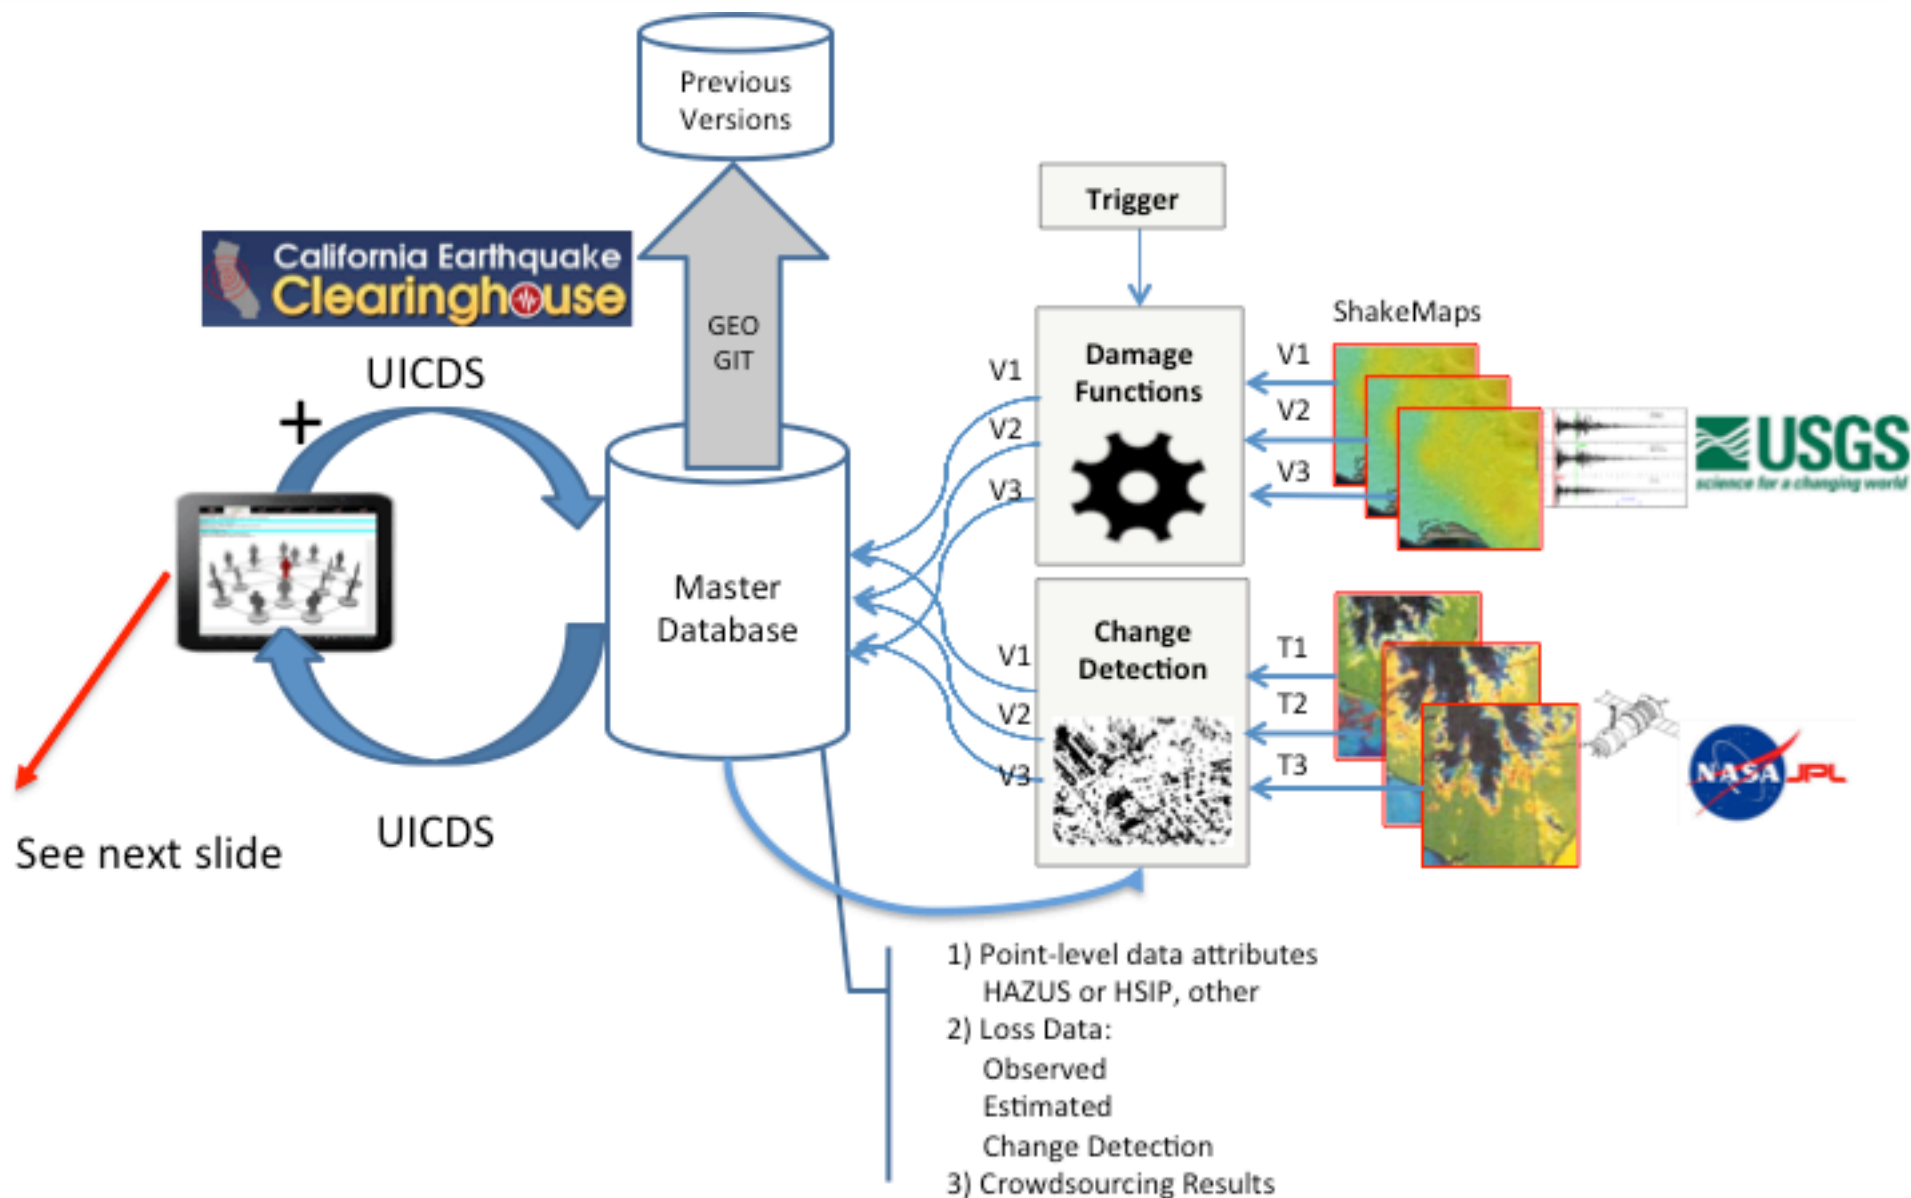 Previous
Versions
Trigger
California Earthquake
Clearinghouse
GEO
GIT
UICDS
+
ShakeMaps
Damage
Functions
V1
V2
V3
V1
V2
V3
USGS
science for a changing world
Master
Database
Change
Detection
V1
V2
V3
T1
T2
T3
NASA JPL
UICDS
See next slide
1) Point-level data attributes
HAZUS or HSIP, other
2) Loss Data:
Observed
Estimated
Change Detection
3) Crowdsourcing Results